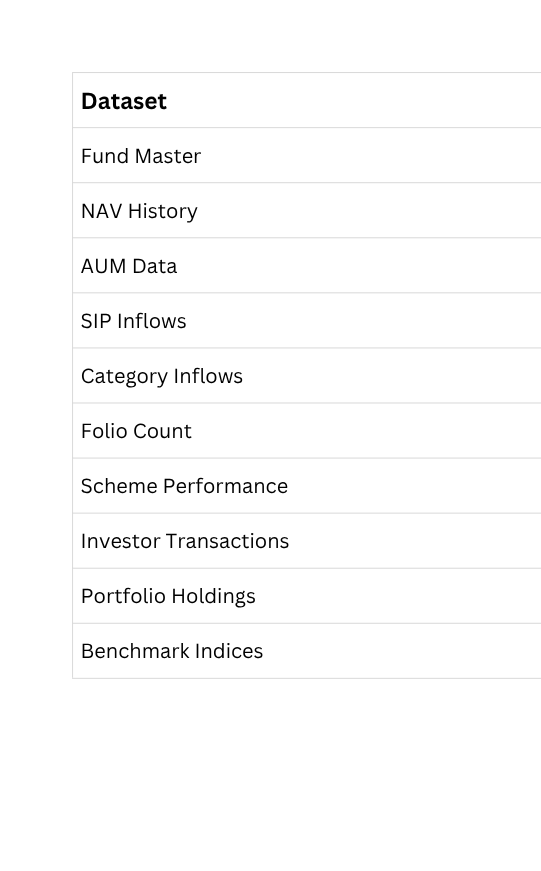 Dataset
Fund Master
NAV History
AUM Data
SIP Inflows
Category Inflows
Folio Count
Scheme Performance
Investor Transactions
Portfolio Holdings
Benchmark Indices